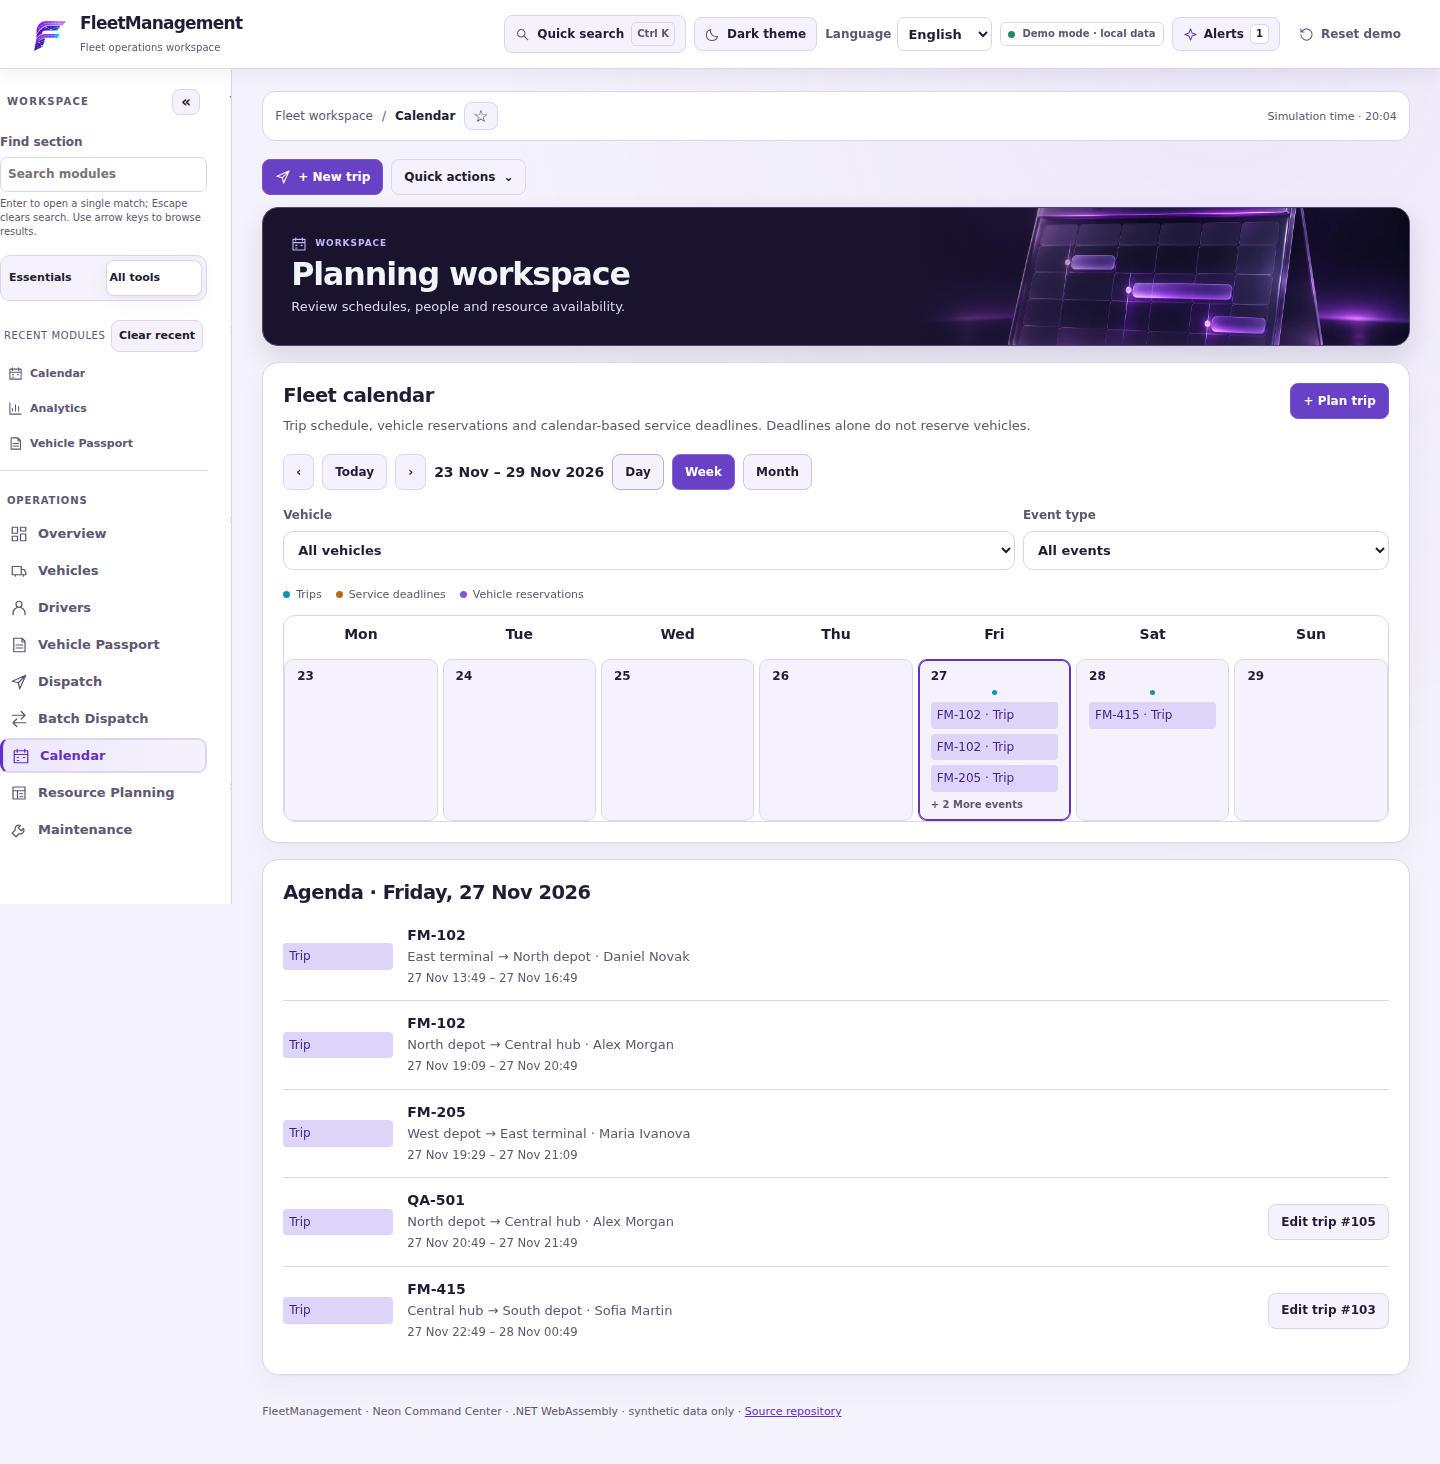 FleetManagement
Fleet operations workspace
Quick search Ctrl K
Dark theme
Language English
Demo mode · local data
Alerts 1
Reset demo
WORKSPACE «
Find section
Search modules
Enter to open a single match; Escape
clears search. Use arrow keys to browse
results.
Essentials All tools
RECENT MODULES Clear recent
Calendar
Analytics
Vehicle Passport
OPERATIONS
Overview
Vehicles
Drivers
Vehicle Passport
Dispatch
Batch Dispatch
Calendar
Resource Planning
Maintenance
Fleet workspace / Calendar ☆
Simulation time · 20:04
+ New trip
Quick actions ⌄
WORKSPACE
Planning workspace
Review schedules, people and resource availability.
Fleet calendar
+ Plan trip
Trip schedule, vehicle reservations and calendar-based service deadlines. Deadlines alone do not reserve vehicles.
‹ Today › 23 Nov – 29 Nov 2026 Day Week Month
Vehicle Event type
All vehicles All events
Trips Service deadlines Vehicle reservations
Mon Tue Wed Thu Fri Sat Sun
23 24 25 26 27 28 29
FM-102 · Trip FM-415 · Trip
FM-102 · Trip
FM-205 · Trip
+ 2 More events
Agenda · Friday, 27 Nov 2026
FM-102
Trip East terminal → North depot · Daniel Novak
27 Nov 13:49 – 27 Nov 16:49
FM-102
Trip North depot → Central hub · Alex Morgan
27 Nov 19:09 – 27 Nov 20:49
FM-205
Trip West depot → East terminal · Maria Ivanova
27 Nov 19:29 – 27 Nov 21:09
QA-501
Trip North depot → Central hub · Alex Morgan Edit trip #105
27 Nov 20:49 – 27 Nov 21:49
FM-415
Trip Central hub → South depot · Sofia Martin Edit trip #103
27 Nov 22:49 – 28 Nov 00:49
FleetManagement · Neon Command Center · .NET WebAssembly · synthetic data only · Source repository